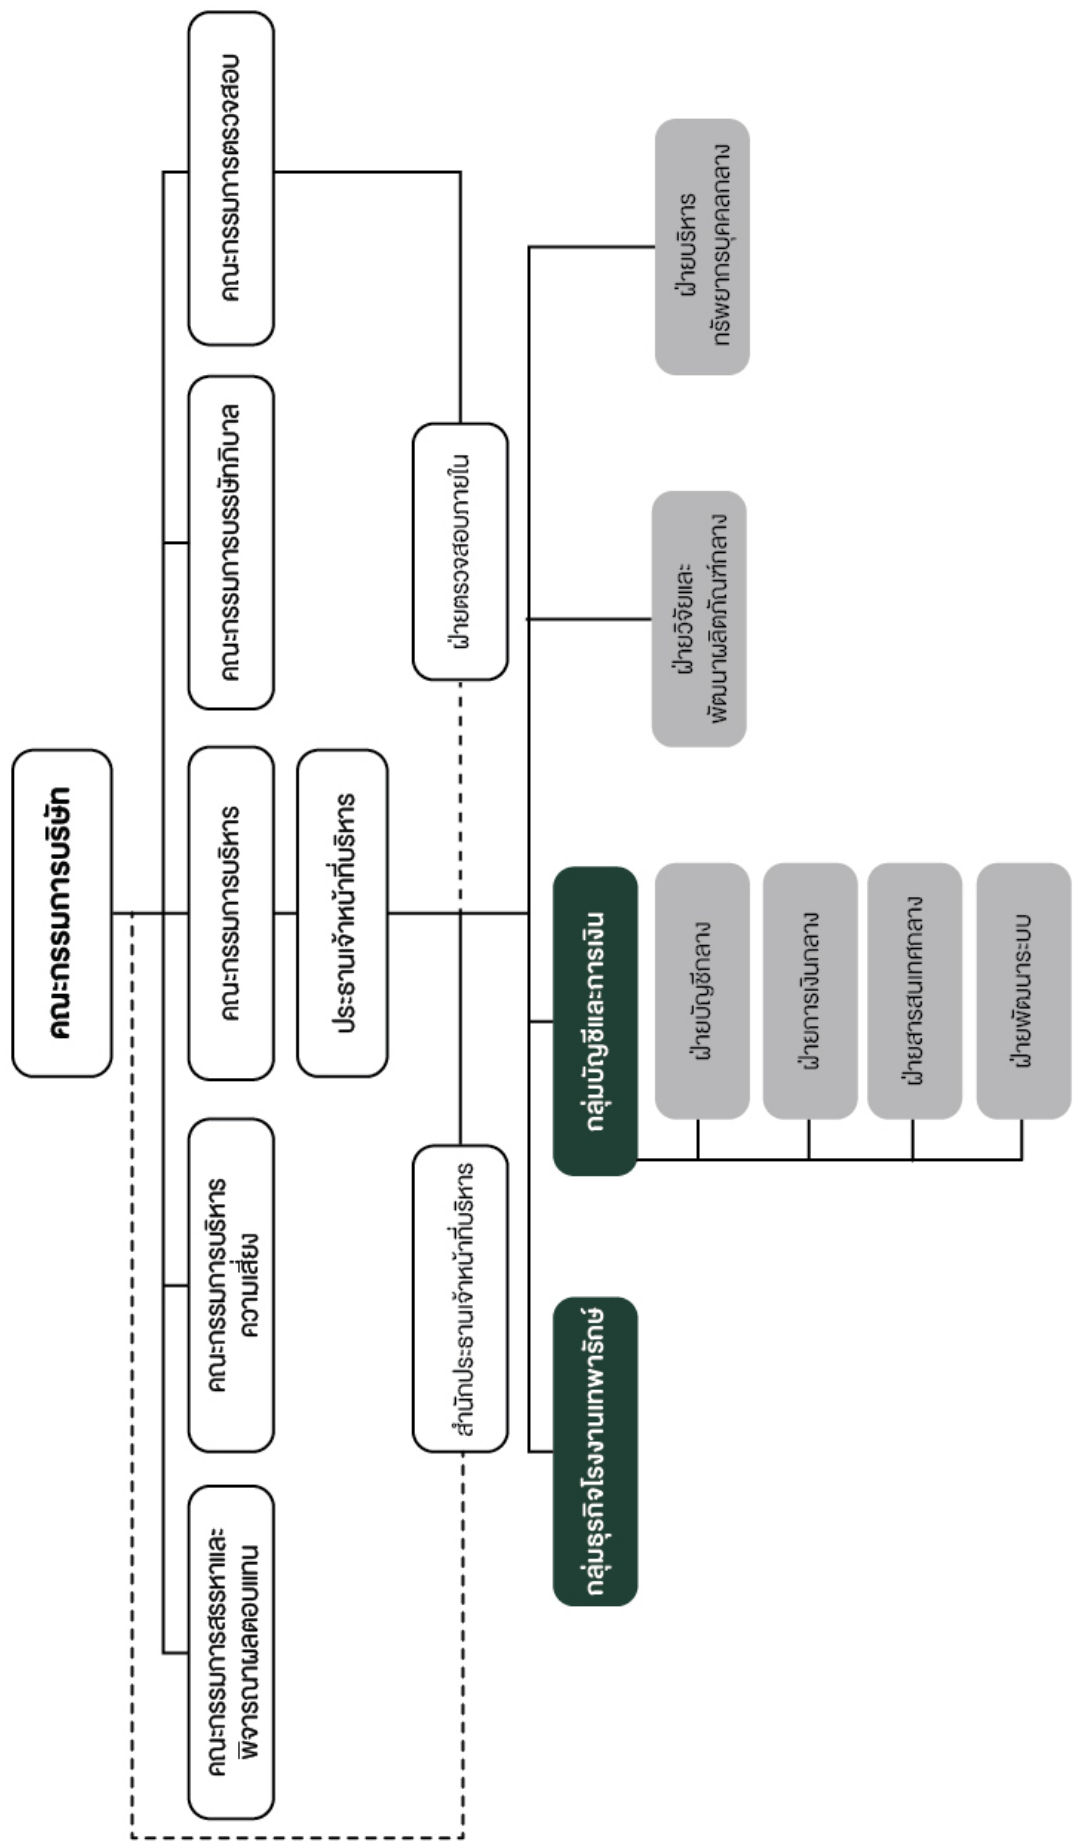 คณะกรรมการบริษัท
คณะกรรมการสรรหาและ
พิจารณาผลตอบแทน
คณะกรรมการบริหาร
ความเสี่ยง
คณะกรรมการบริหาร
คณะกรรมการบรรษัทภิบาล
คณะกรรมการตรวจสอบ
ประธานเจ้าหน้าที่บริหาร
สำนักประธานเจ้าหน้าที่บริหาร
ฝ่ายตรวจสอบภายใน
กลุ่มธุรกิจโรงงานเทพารักษ์
กลุ่มบัญชีและการเงิน
ฝ่ายวิจัยและ
พัฒนาผลิตภัณฑ์กลาง
ฝ่ายบริหาร
ทรัพยากรบุคคลกลาง
ฝ่ายบัญชีกลาง
ฝ่ายการเงินกลาง
ฝ่ายสารสนเทศกลาง
ฝ่ายพัฒนาระบบ